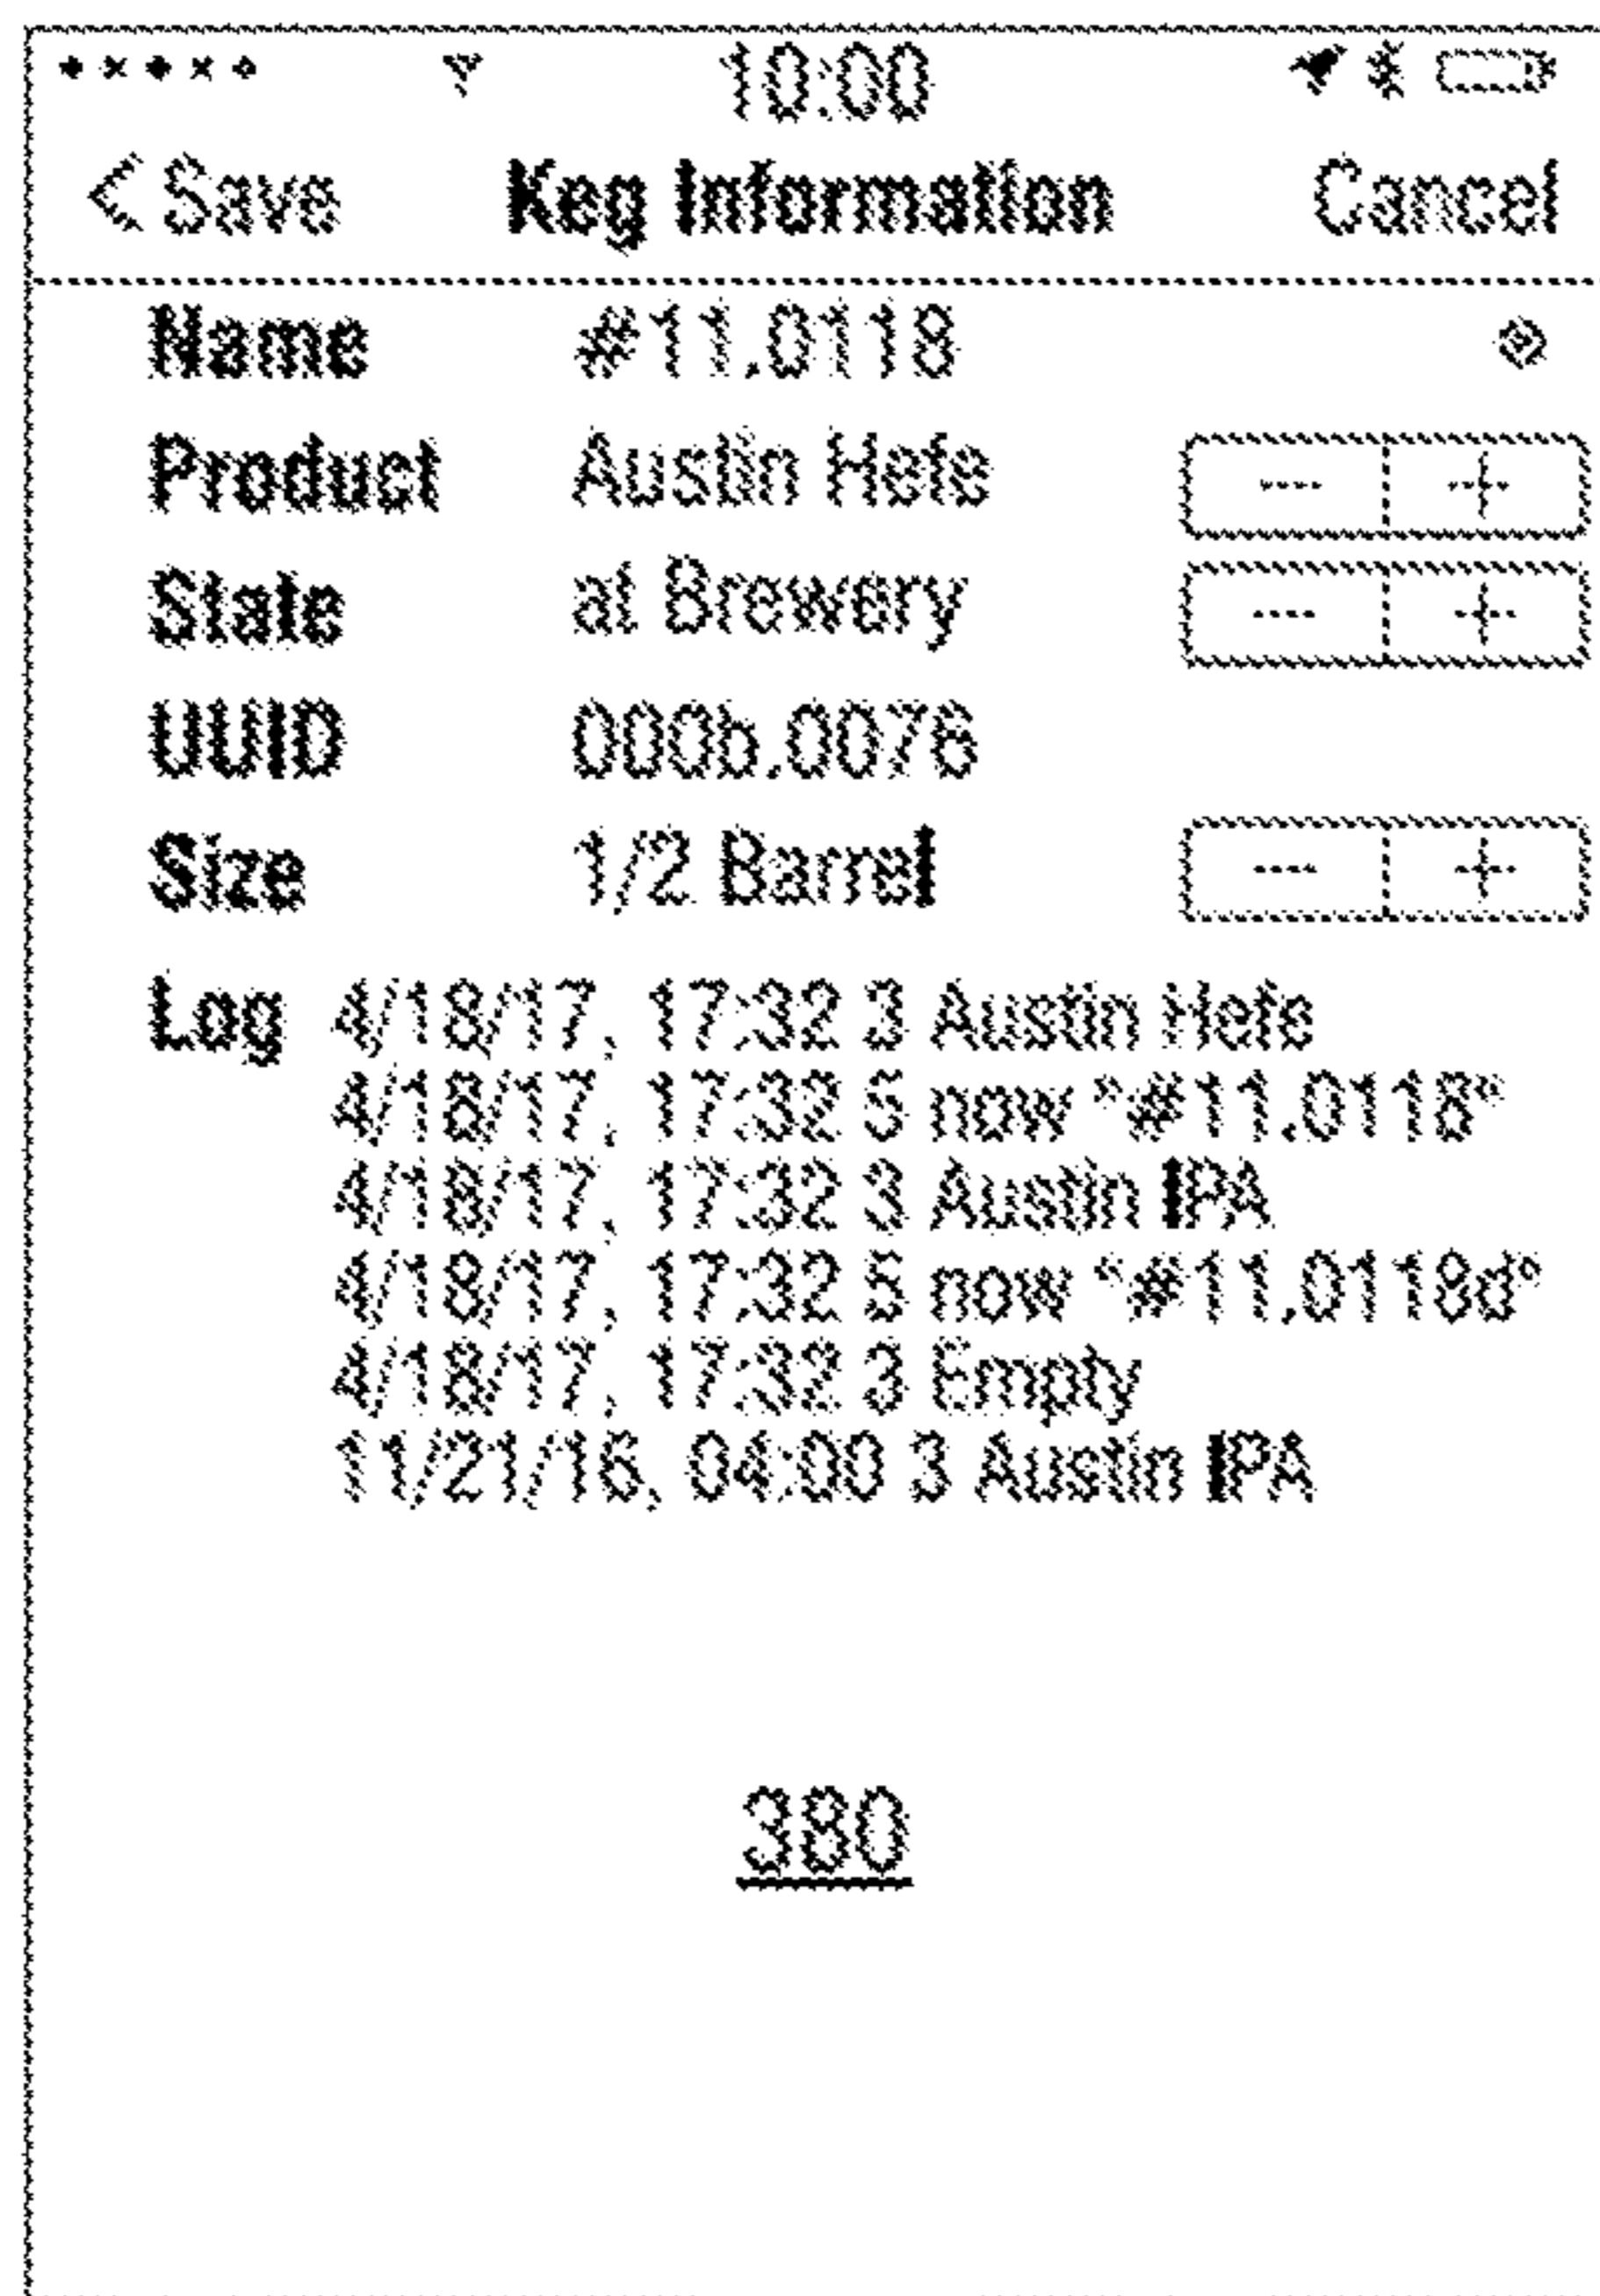 10:00
< Save Keg Information Cancel
Name #11.0118
Product Austin Hefe - +
State at Brewery - +
UUID 000b.0076
Size 1/2 Barrel - +
Log 4/18/17, 17:32 3 Austin Hefe
4/18/17, 17:32 5 now "#11.0118"
4/18/17, 17:32 3 Austin IPA
4/18/17, 17:32 5 now "#11.0118d"
4/18/17, 17:32 3 Empty
11/21/16, 04:00 3 Austin IPA
380